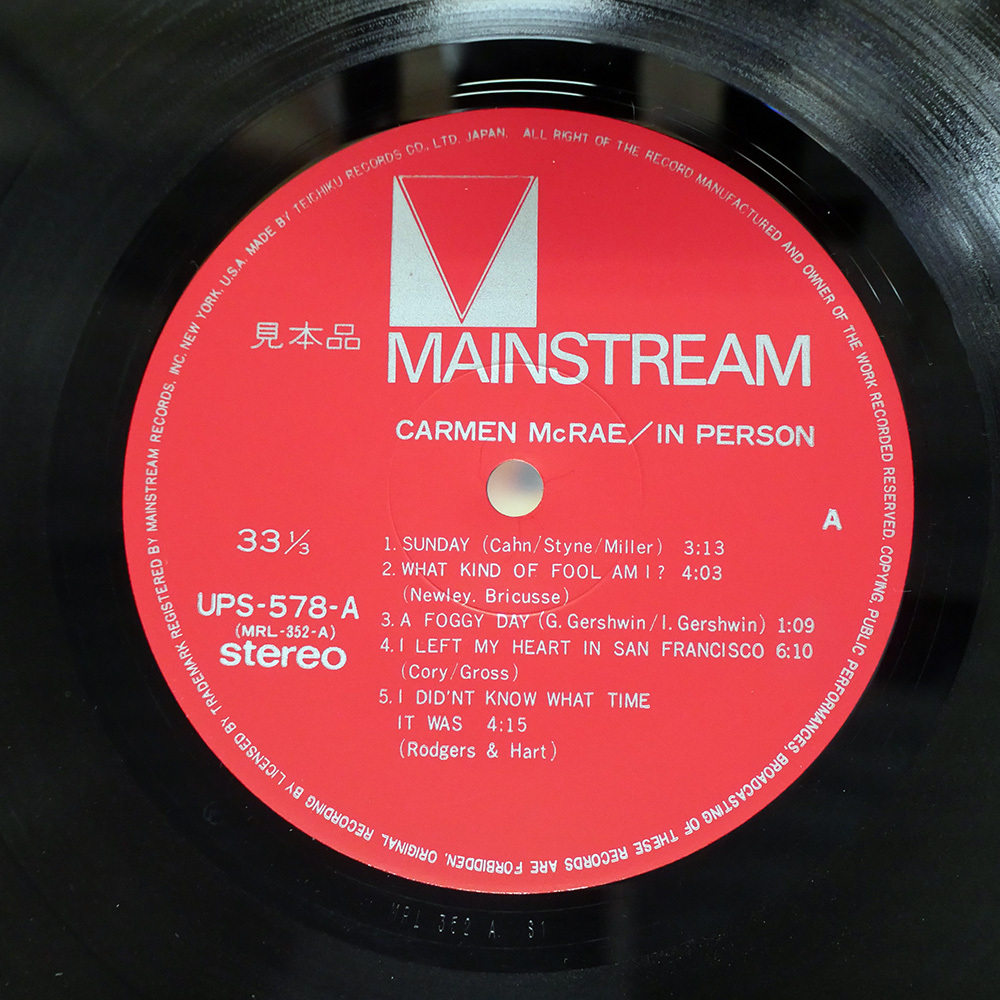 LICENSED BY TRADEMARK REGISTERED BY MAINSTREAM RECORDS, INC. NEW YORK, U.S.A. MADE BY TEICHIKU RECORDS CO., LTD. JAPAN. ALL RIGHT OF THE RECORD MANUFACTURED AND OWNER OF THE WORK RECORDED RESERVED. COPYING, PUBLIC PERFORMANCES, BROADCASTING OF THESE RECORDS ARE FORBIDDEN. ORIGINAL RECORDING BY
見本品
MAINSTREAM
CARMEN McRAE/IN PERSON
A
33 1/3
UPS-578-A
(MRL-352-A)
stereo
1. SUNDAY (Cahn/Styne/Miller) 3:13
2. WHAT KIND OF FOOL AM I? 4:03
(Newley. Bricusse)
3. A FOGGY DAY (G. Gershwin/I. Gershwin) 1:09
4. I LEFT MY HEART IN SAN FRANCISCO 6:10
(Cory/Gross)
5. I DID'NT KNOW WHAT TIME
IT WAS 4:15
(Rodgers & Hart)